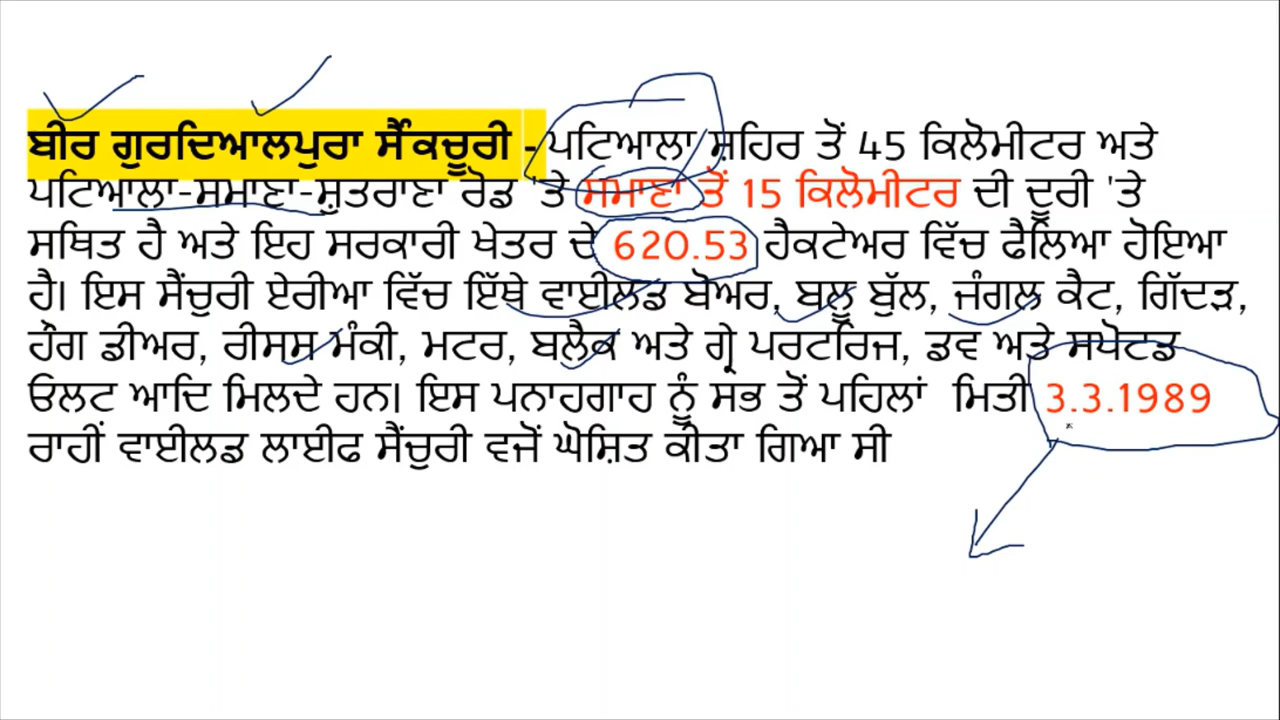 ਬੀਰ ਗੁਰਦਿਆਲਪੁਰਾ ਸੈਂਕਚੂਰੀ - ਪਟਿਆਲਾ ਸ਼ਹਿਰ ਤੋਂ 45 ਕਿਲੋਮੀਟਰ ਅਤੇ
ਪਟਿਆਲਾ-ਸਮਾਣਾ-ਸ਼ੁਤਰਾਣਾ ਰੋਡ 'ਤੇ ਸਮਾਣਾ ਤੋਂ 15 ਕਿਲੋਮੀਟਰ ਦੀ ਦੂਰੀ 'ਤੇ
ਸਥਿਤ ਹੈ ਅਤੇ ਇਹ ਸਰਕਾਰੀ ਖੇਤਰ ਦੇ 620.53 ਹੈਕਟੇਅਰ ਵਿੱਚ ਫੈਲਿਆ ਹੋਇਆ
ਹੈ। ਇਸ ਸੈਂਚੁਰੀ ਏਰੀਆ ਵਿੱਚ ਇੱਥੇ ਵਾਈਲਡ ਬੋਅਰ, ਬਲੂ ਬੁੱਲ, ਜੰਗਲ ਕੈਟ, ਗਿੱਦੜ,
ਹੌਗ ਡੀਅਰ, ਰੀਸਸ ਮੰਕੀ, ਮਟਰ, ਬਲੈਕ ਅਤੇ ਗ੍ਰੇ ਪਰਟਰਿਜ, ਡਵ ਅਤੇ ਸਪੋਟਡ
ਓਲਟ ਆਦਿ ਮਿਲਦੇ ਹਨ। ਇਸ ਪਨਾਹਗਾਹ ਨੂੰ ਸਭ ਤੋਂ ਪਹਿਲਾਂ ਮਿਤੀ 3.3.1989
ਰਾਹੀਂ ਵਾਈਲਡ ਲਾਈਫ ਸੈਂਚੁਰੀ ਵਜੋਂ ਘੋਸ਼ਿਤ ਕੀਤਾ ਗਿਆ ਸੀ